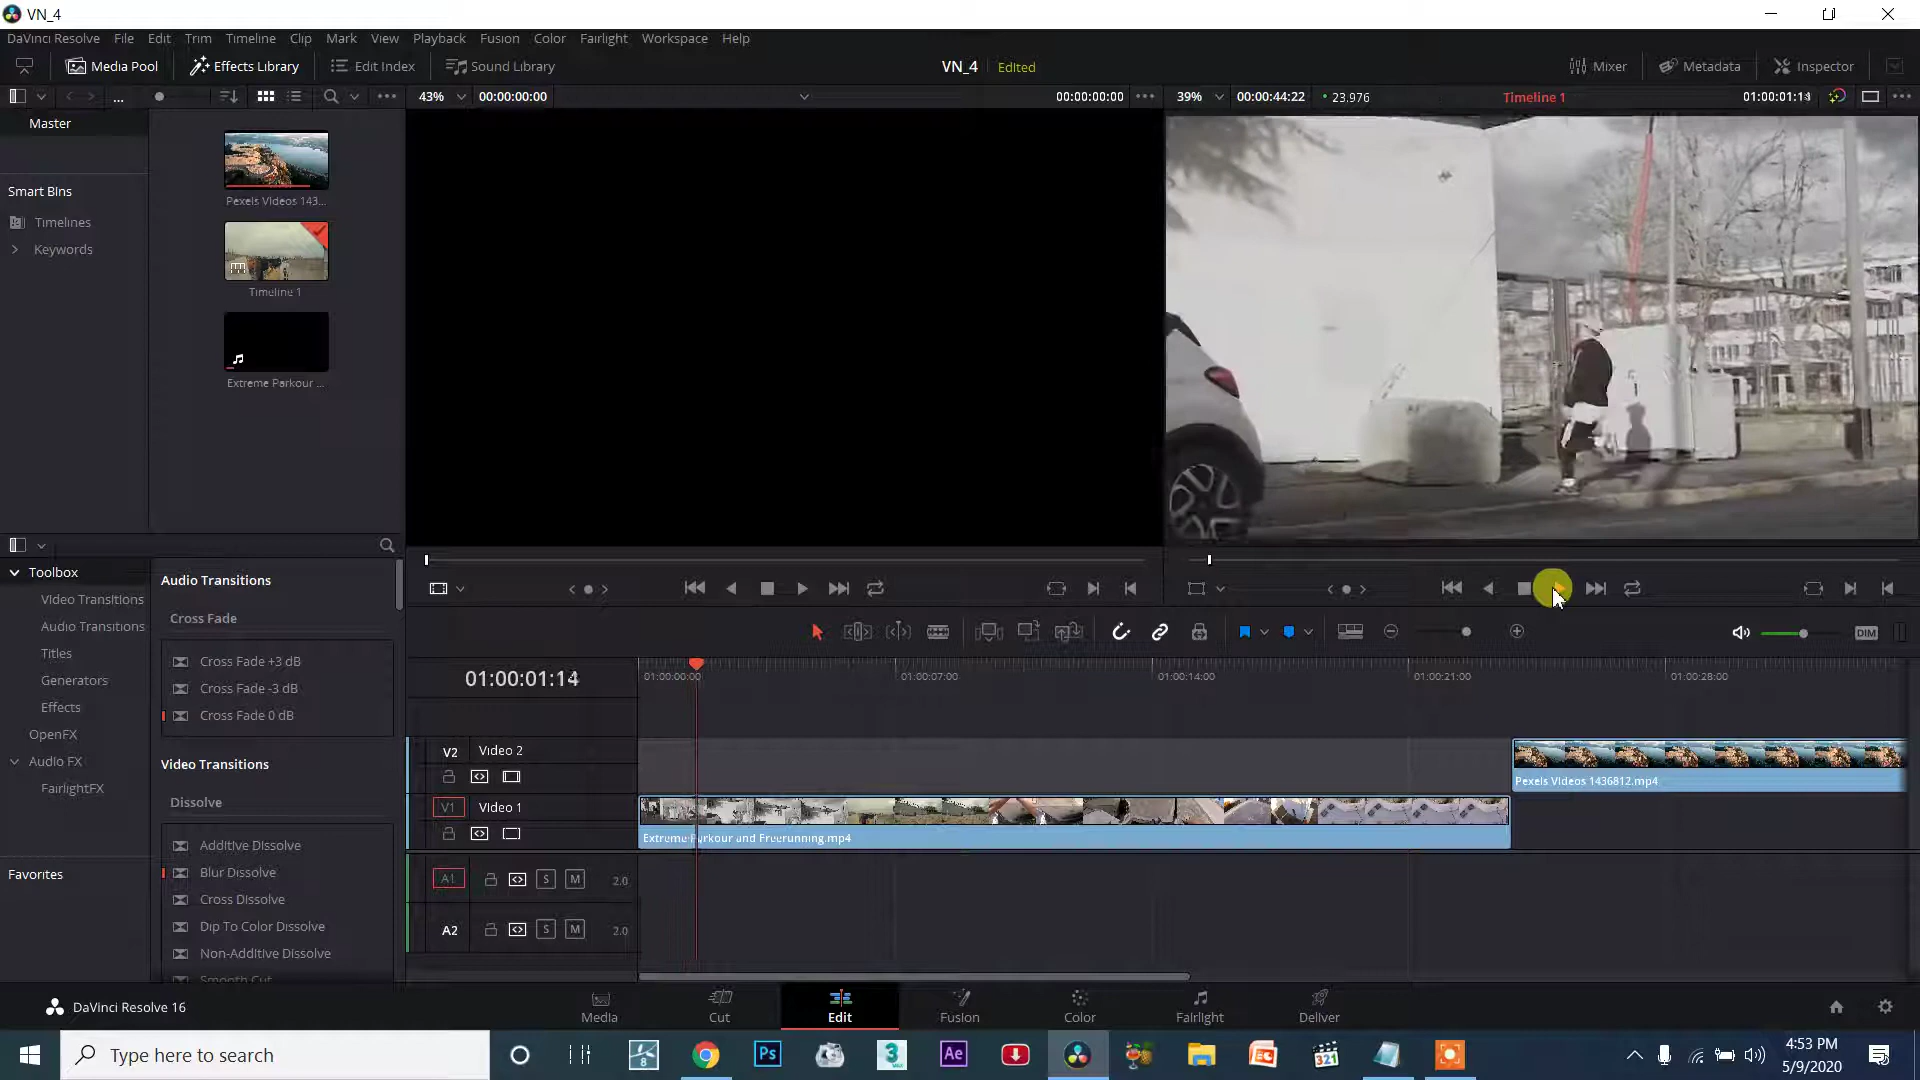 VN_4
DaVinci Resolve File Edit Trim Timeline Clip Mark View Playback Fusion Color Fairlight Workspace Help
Media Pool Effects Library Edit Index Sound Library VN_4 Edited Mixer Metadata Inspector
43% 00:00:00:00 00:00:00:00 39% 00:00:44:22 23.976 Timeline 1 01:00:01:14
Master
Smart Bins
Timelines
Keywords
Pexels Videos 143...
Timeline 1
Extreme Parkour ...
Toolbox
Video Transitions
Audio Transitions
Titles
Generators
Effects
OpenFX
Audio FX
FairlightFX
Favorites
Audio Transitions
Cross Fade
Cross Fade +3 dB
Cross Fade -3 dB
Cross Fade 0 dB
Video Transitions
Dissolve
Additive Dissolve
Blur Dissolve
Cross Dissolve
Dip To Color Dissolve
Non-Additive Dissolve
Smooth Cut
DIM
01:00:01:14
01:00:00:00 01:00:07:00 01:00:14:00 01:00:21:00 01:00:28:00
V2 Video 2
Pexels Videos 1436812.mp4
V1 Video 1
Extreme Parkour and Freerunning.mp4
A1 S M 2.0
A2 S M 2.0
DaVinci Resolve 16
Media Cut Edit Fusion Color Fairlight Deliver
Type here to search
Ps
3
MAX
Ae
321
4:53 PM
5/9/2020